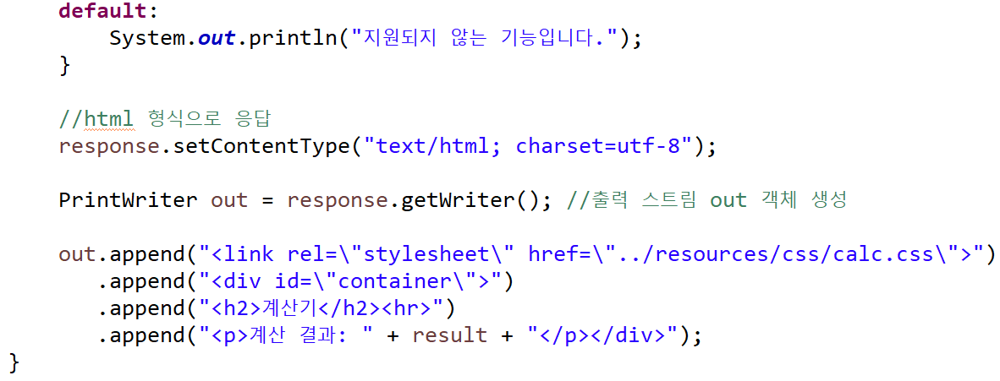 default:
System.out.println("지원되지 않는 기능입니다.");
}
//html 형식으로 응답
response.setContentType("text/html; charset=utf-8");
PrintWriter out = response.getWriter(); //출력 스트림 out 객체 생성
out.append("<link rel=\"stylesheet\" href=\"../resources/css/calc.css\">")
.append("<div id=\"container\">")
.append("<h2>계산기</h2><hr>")
.append("<p>계산 결과: " + result + "</p></div>");
}